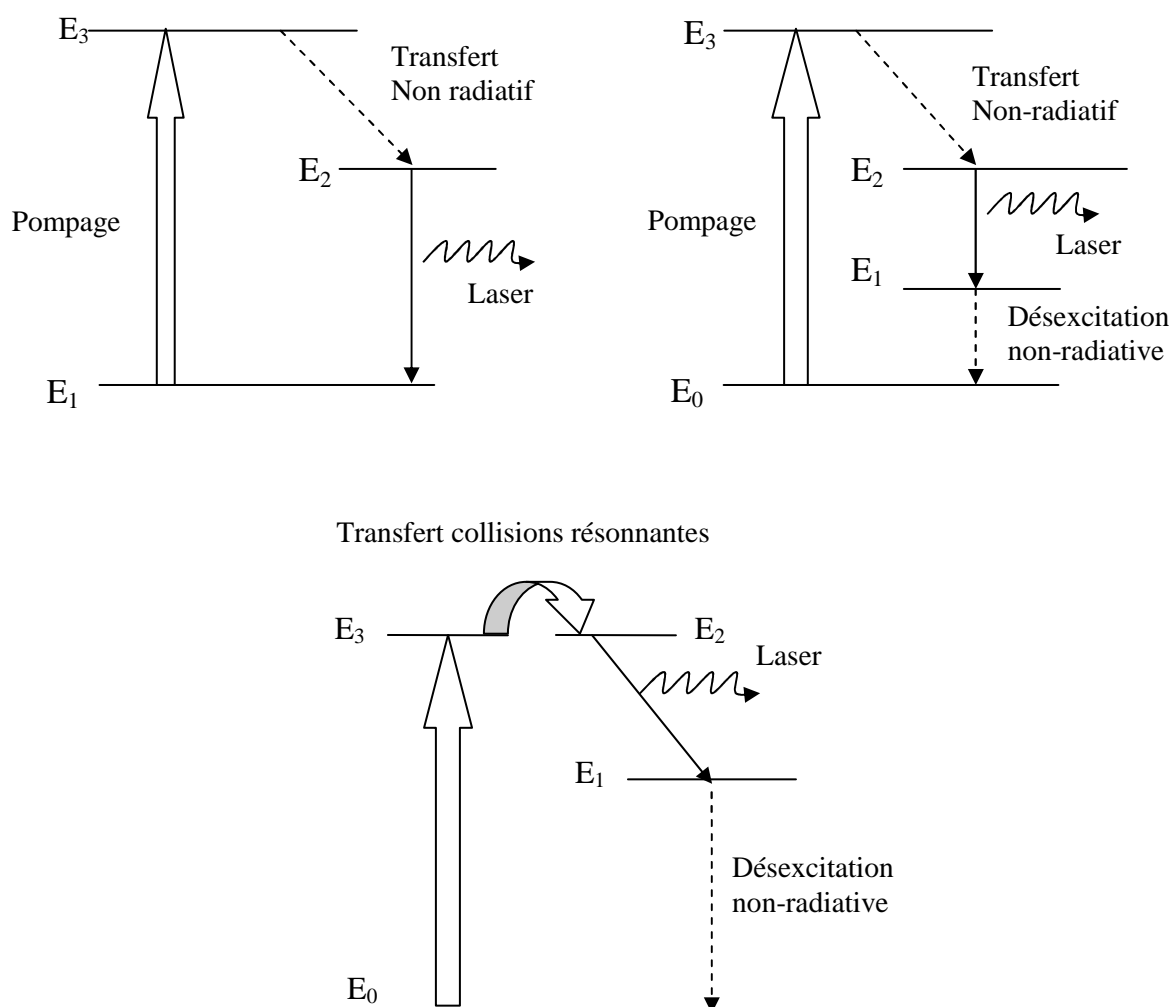 E₃
Transfert
Non radiatif
E₂
Pompage
Laser
E₁
E₃
Transfert
Non-radiatif
E₂
Pompage
Laser
E₁
Désexcitation
non-radiative
E₀
Transfert collisions résonnantes
E₃
E₂
Laser
E₁
Désexcitation
non-radiative
E₀